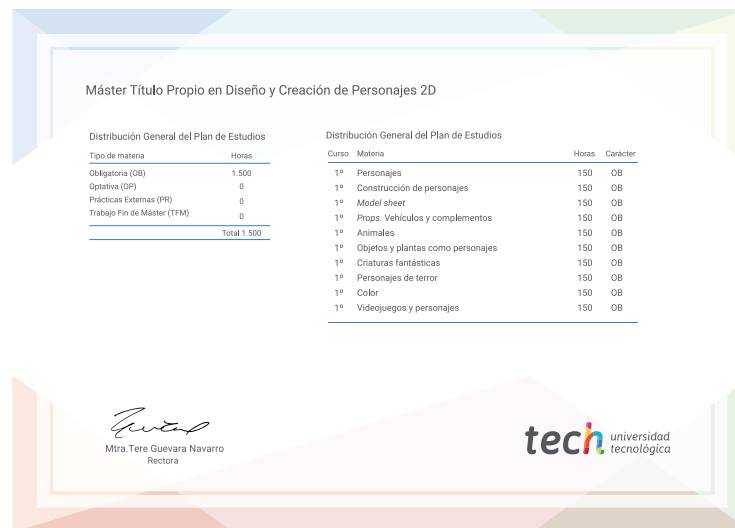 Máster Título Propio en Diseño y Creación de Personajes 2D
Distribución General del Plan de Estudios
Tipo de materia Horas
Obligatoria (OB) 1.500
Optativa (OP) 0
Prácticas Externas (PR) 0
Trabajo Fin de Máster (TFM) 0
Total 1.500
Distribución General del Plan de Estudios
Curso Materia Horas Carácter
1º Personajes 150 OB
1º Construcción de personajes 150 OB
1º Model sheet 150 OB
1º Props. Vehículos y complementos 150 OB
1º Animales 150 OB
1º Objetos y plantas como personajes 150 OB
1º Criaturas fantásticas 150 OB
1º Personajes de terror 150 OB
1º Color 150 OB
1º Videojuegos y personajes 150 OB
Mtra.Tere Guevara Navarro
Rectora
tech universidad
tecnológica